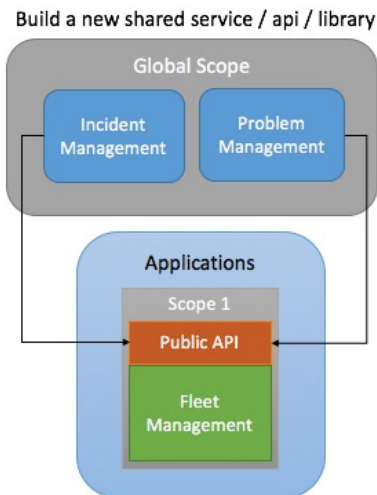 Build a new shared service / api / library
Global Scope
Incident
Management
Problem
Management
Applications
Scope 1
Public API
Fleet
Management